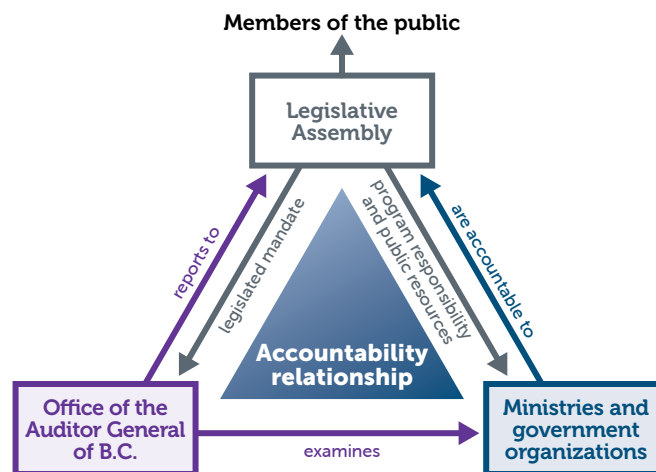 Members of the public
Legislative
Assembly
reports to
legislated mandate
program responsibility
and public resources
are accountable to
Accountability
relationship
Office of the
Auditor General
of B.C.
examines
Ministries and
government
organizations